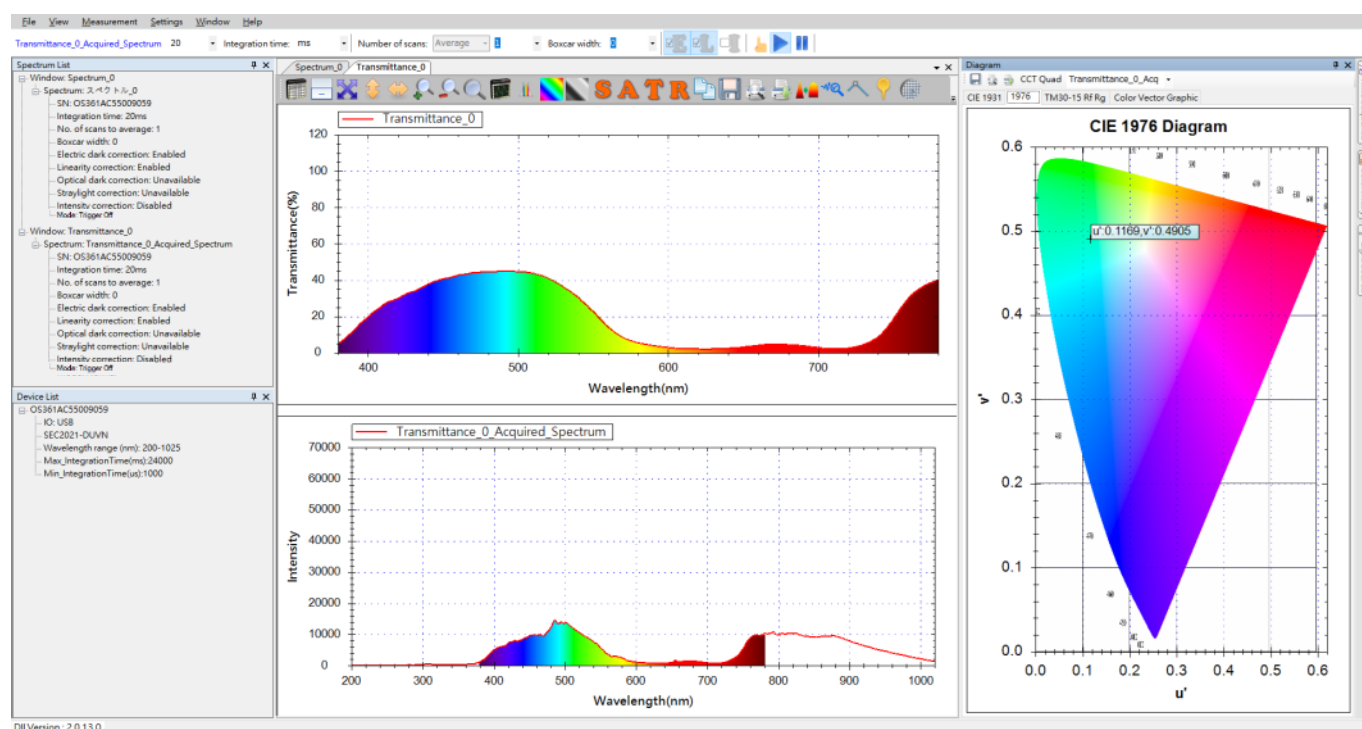 File View Measurement Settings Window Help
Transmittance_0_Acquired_Spectrum 20 Integration time: ms Number of scans: Average 1 Boxcar width: 0
Spectrum List
Window: Spectrum_0
Spectrum: スペクトル_0
SN: OS361AC55009059
Integration time: 20ms
No. of scans to average: 1
Boxcar width: 0
Electric dark correction: Enabled
Linearity correction: Enabled
Optical dark correction: Unavailable
Straylight correction: Unavailable
Intensity correction: Disabled
Mode: Trigger Off
Window: Transmittance_0
Spectrum: Transmittance_0_Acquired_Spectrum
SN: OS361AC55009059
Integration time: 20ms
No. of scans to average: 1
Boxcar width: 0
Electric dark correction: Enabled
Linearity correction: Enabled
Optical dark correction: Unavailable
Straylight correction: Unavailable
Intensity correction: Disabled
Mode: Trigger Off
Device List
OS361AC55009059
IO: USB
SEC2021-DUVN
Wavelength range (nm): 200-1025
Max_IntegrationTime(ms):24000
Min_IntegrationTime(us):1000
Spectrum_0 Transmittance_0
S A T R
Transmittance_0
Transmittance(%)
120
100
80
60
40
20
0
400 500 600 700
Wavelength(nm)
Transmittance_0_Acquired_Spectrum
Intensity
70000
60000
50000
40000
30000
20000
10000
0
200 300 400 500 600 700 800 900 1000
Wavelength(nm)
Diagram
CCT Quad Transmittance_0_Acq
CIE 1931 1976 TM30-15 RfRg Color Vector Graphic
CIE 1976 Diagram
v'
0.6
0.5
0.4
0.3
0.2
0.1
0.0
u':0.1169,v':0.4905
0.0 0.1 0.2 0.3 0.4 0.5 0.6
u'
Dll Version : 2.0.13.0